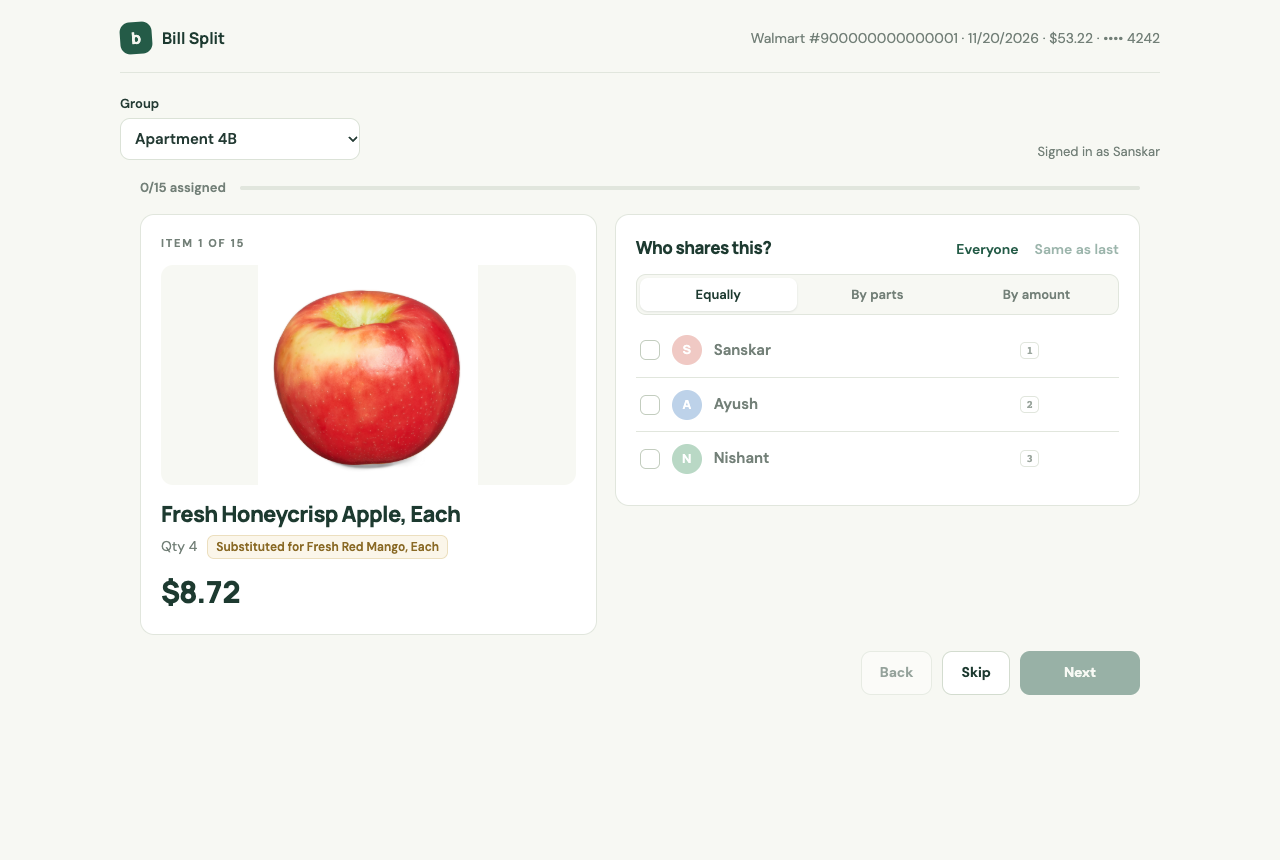 b Bill Split
Walmart #900000000000001 · 11/20/2026 · $53.22 · •••• 4242
Group
Apartment 4B
Signed in as Sanskar
0/15 assigned
ITEM 1 OF 15
Fresh Honeycrisp Apple, Each
Qty 4 Substituted for Fresh Red Mango, Each
$8.72
Who shares this? Everyone Same as last
Equally By parts By amount
S Sanskar 1
A Ayush 2
N Nishant 3
Back Skip Next